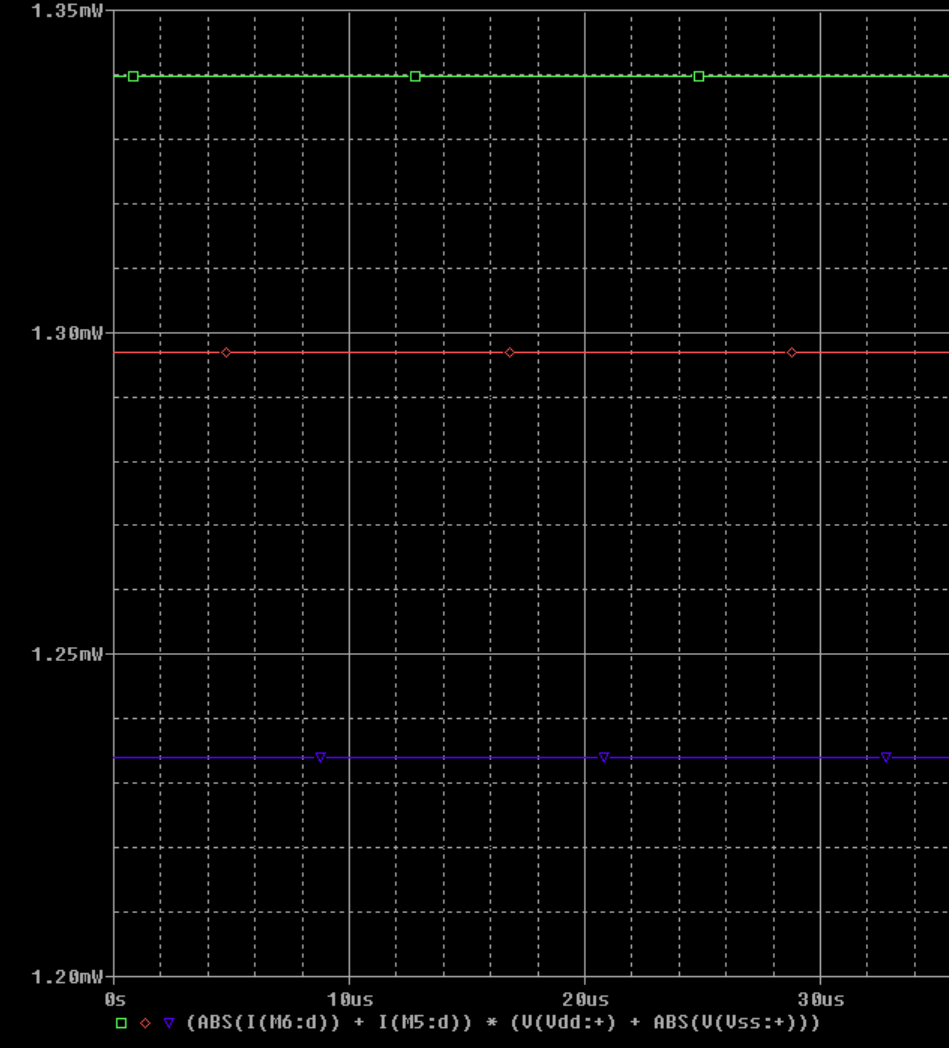 1.35mW
1.30mW
1.25mW
1.20mW
0s 10us 20us 30us
(ABS(I(M6:d)) + I(M5:d)) * (V(Vdd:+) + ABS(V(Vss:+)))